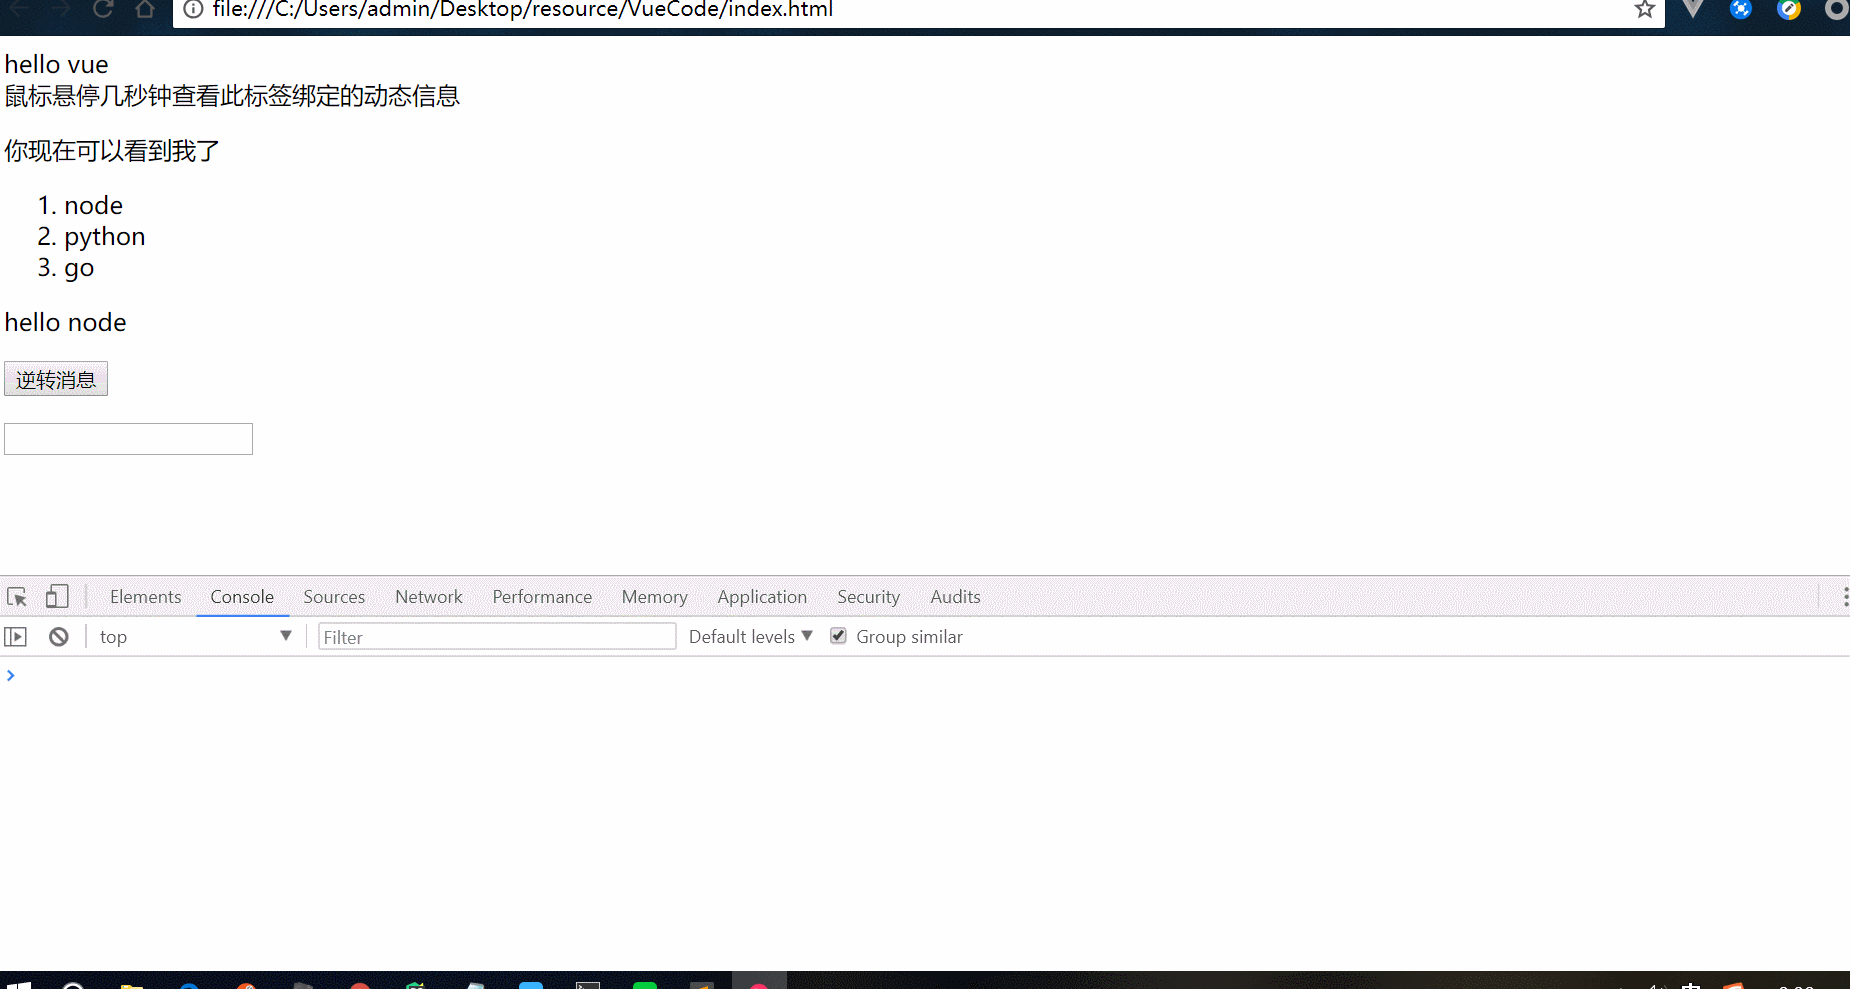 file:///C:/Users/admin/Desktop/resource/VueCode/index.html
hello vue
鼠标悬停几秒钟查看此标签绑定的动态信息
你现在可以看到我了
1. node
2. python
3. go
hello node
逆转消息
Elements Console Sources Network Performance Memory Application Security Audits
top Filter Default levels Group similar